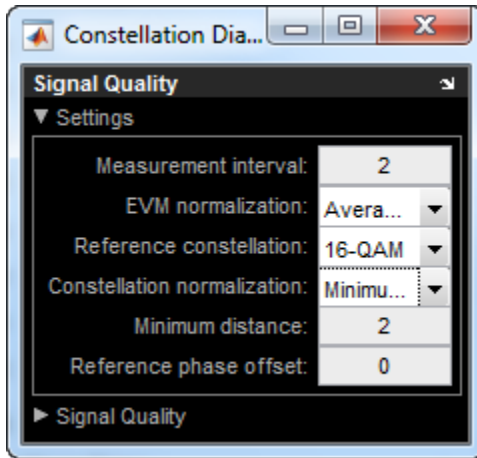 Constellation Dia...
Signal Quality
▼ Settings
Measurement interval: 2
EVM normalization: Avera...
Reference constellation: 16-QAM
Constellation normalization: Minimu...
Minimum distance: 2
Reference phase offset: 0
▶ Signal Quality